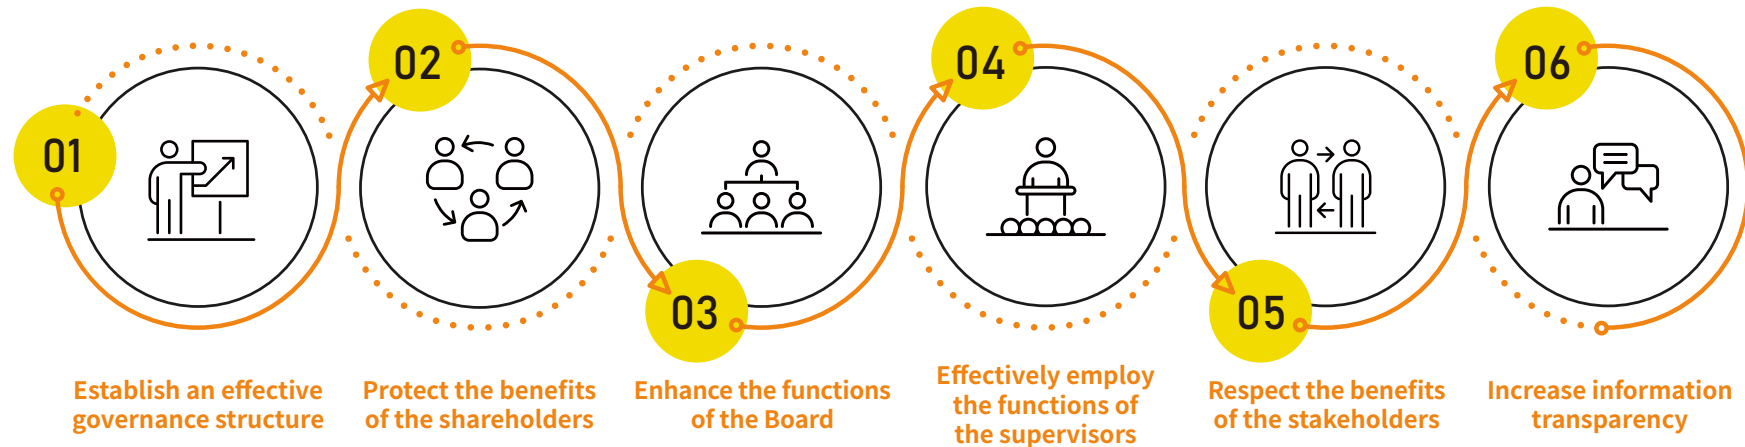 01
Establish an effective
governance structure
02
Protect the benefits
of the shareholders
03
Enhance the functions
of the Board
04
Effectively employ
the functions of
the supervisors
05
Respect the benefits
of the stakeholders
06
Increase information
transparency